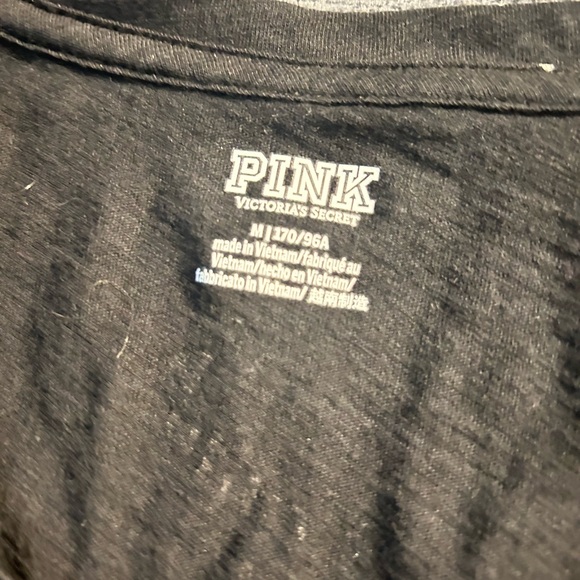 PINK
VICTORIA'S SECRET
M | 170/96A
made in Vietnam/fabriqué au
Vietnam/hecho en Vietnam/
fabbricato in Vietnam/越南制造